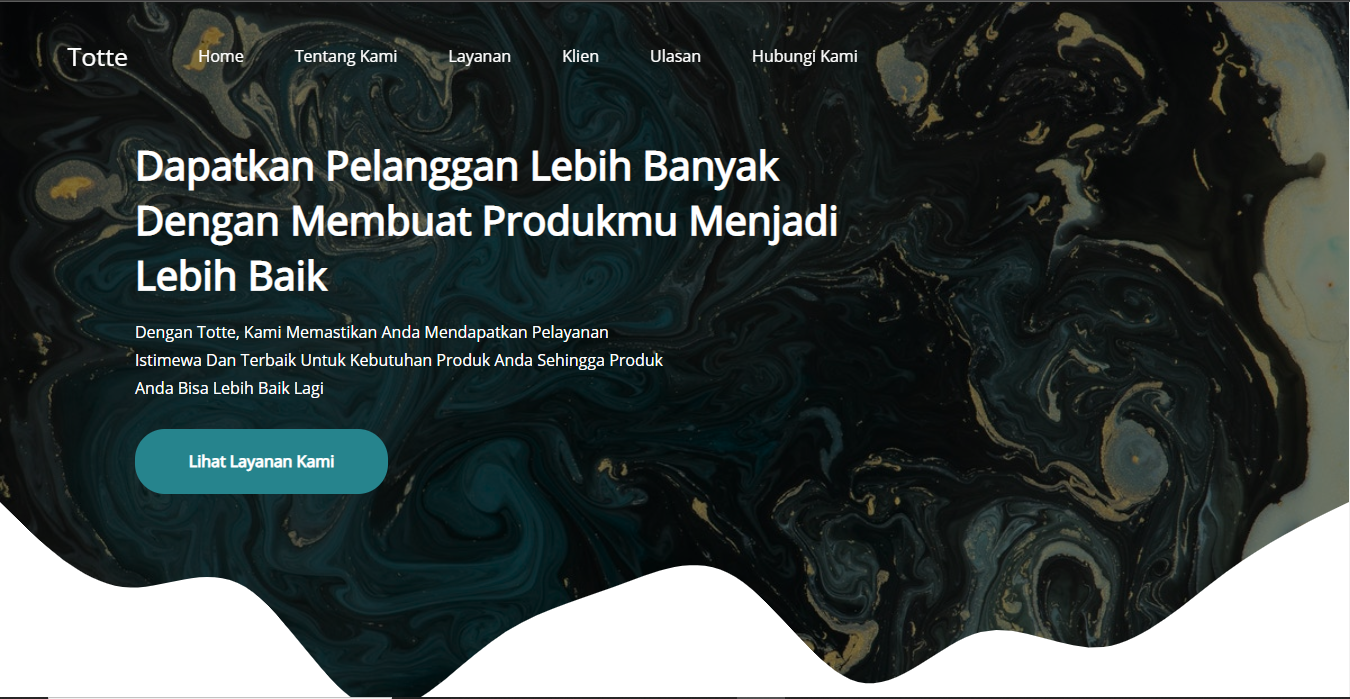 Totte Home Tentang Kami Layanan Klien Ulasan Hubungi Kami
Dapatkan Pelanggan Lebih Banyak
Dengan Membuat Produkmu Menjadi
Lebih Baik
Dengan Totte, Kami Memastikan Anda Mendapatkan Pelayanan
Istimewa Dan Terbaik Untuk Kebutuhan Produk Anda Sehingga Produk
Anda Bisa Lebih Baik Lagi
Lihat Layanan Kami